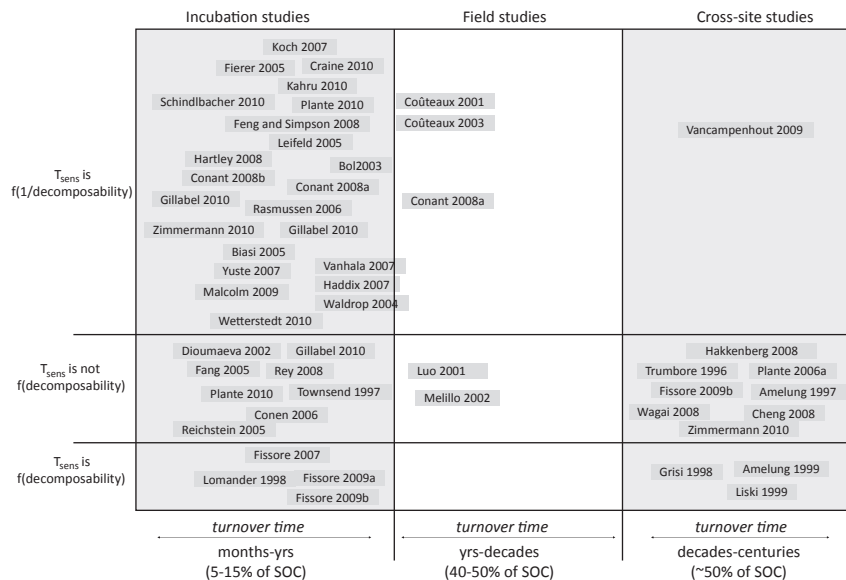 Incubation studies
Field studies
Cross-site studies
Koch 2007
Fierer 2005
Craine 2010
Kahru 2010
Schindlbacher 2010
Plante 2010
Feng and Simpson 2008
Leifeld 2005
Hartley 2008
Bol2003
Conant 2008b
Conant 2008a
Gillabel 2010
Rasmussen 2006
Zimmermann 2010
Gillabel 2010
Biasi 2005
Yuste 2007
Vanhala 2007
Malcolm 2009
Haddix 2007
Waldrop 2004
Wetterstedt 2010
Coûteaux 2001
Coûteaux 2003
Conant 2008a
Vancampenhout 2009
Tsens is
f(1/decomposability)
Tsens is not
f(decomposability)
Dioumaeva 2002
Gillabel 2010
Fang 2005
Rey 2008
Plante 2010
Townsend 1997
Conen 2006
Reichstein 2005
Luo 2001
Melillo 2002
Hakkenberg 2008
Trumbore 1996
Plante 2006a
Fissore 2009b
Amelung 1997
Wagai 2008
Cheng 2008
Zimmermann 2010
Tsens is
f(decomposability)
Fissore 2007
Lomander 1998
Fissore 2009a
Fissore 2009b
Grisi 1998
Amelung 1999
Liski 1999
turnover time
months-yrs
(5-15% of SOC)
turnover time
yrs-decades
(40-50% of SOC)
turnover time
decades-centuries
(~50% of SOC)